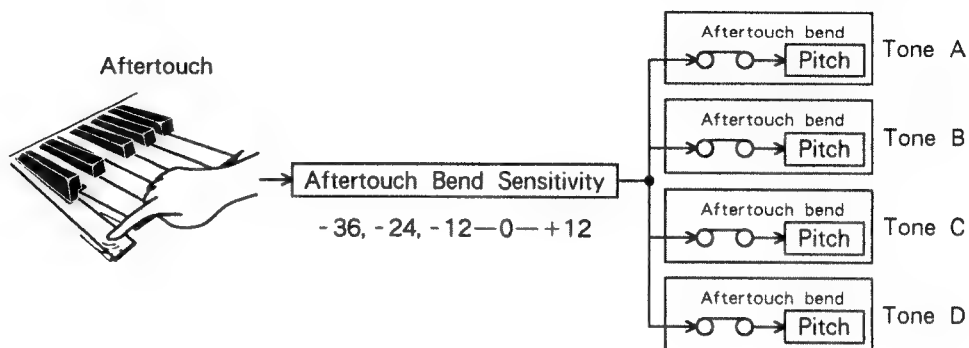 Aftertouch
Aftertouch Bend Sensitivity
-36, -24, -12—0—+12
Aftertouch bend
Pitch
Tone A
Aftertouch bend
Pitch
Tone B
Aftertouch bend
Pitch
Tone C
Aftertouch bend
Pitch
Tone D